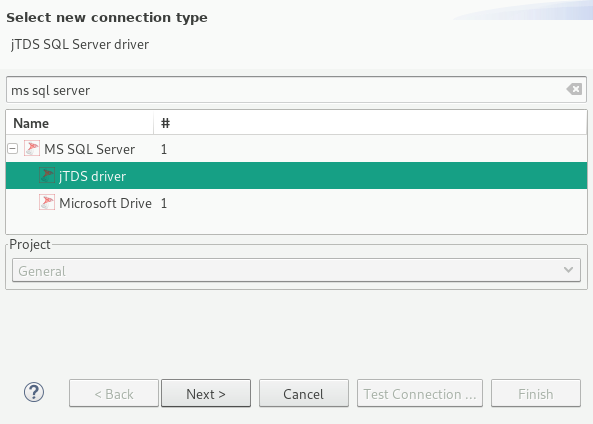 Select new connection type
jTDS SQL Server driver
ms sql server
Name #
MS SQL Server 1
jTDS driver
Microsoft Drive 1
Project
General
? < Back Next > Cancel Test Connection ... Finish